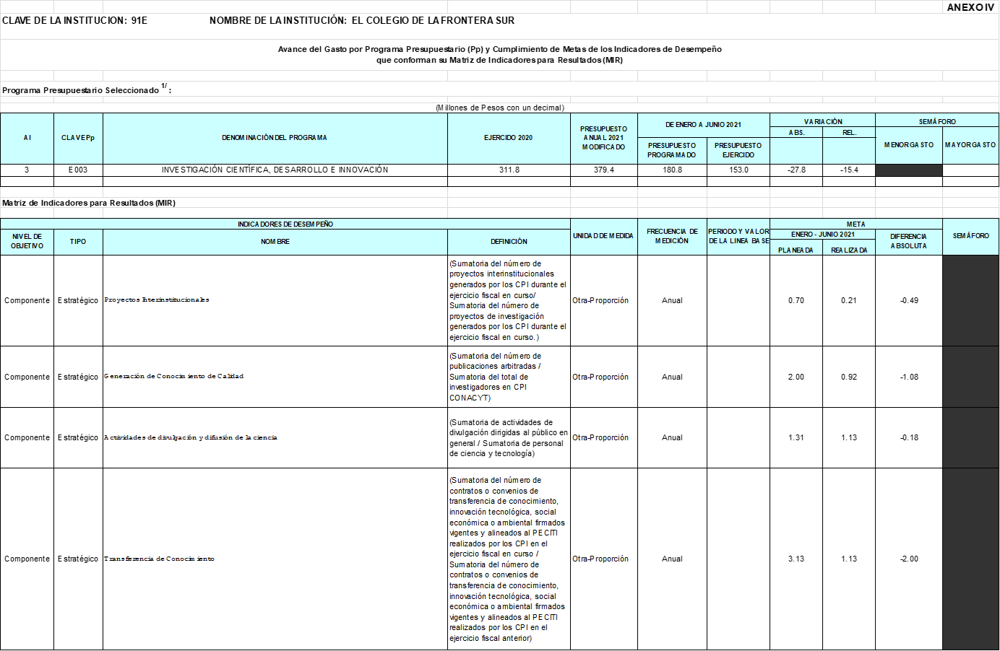 ANEXO IV
CLAVE DE LA INSTITUCION: 91E NOMBRE DE LA INSTITUCIÓN: EL COLEGIO DE LA FRONTERA SUR
Avance del Gasto por Programa Presupuestario (Pp) y Cumplimiento de Metas de los Indicadores de Desempeño
que conforman su Matriz de Indicadores para Resultados (MIR)
Programa Presupuestario Seleccionado 1/ :
(Millones de Pesos con un decimal)
AI
CLAVE Pp
DENOMINACIÓN DEL PROGRAMA
EJERCIDO 2020
PRESUPUESTO
ANUAL 2021
MODIFICADO
DE ENERO A JUNIO 2021
PRESUPUESTO
PROGRAMADO
PRESUPUESTO
EJERCIDO
VARIACIÓN
ABS.
REL.
SEMÁFORO
MENOR GASTO
MAYOR GASTO
3 E003 INVESTIGACIÓN CIENTÍFICA, DESARROLLO E INNOVACIÓN 311.8 379.4 180.8 153.0 -27.8 -15.4
Matriz de Indicadores para Resultados (MIR)
INDICADORES DE DESEMPEÑO
NIVEL DE
OBJETIVO
TIPO
NOMBRE
DEFINICIÓN
UNIDAD DE MEDIDA
FRECUENCIA DE
MEDICIÓN
PERIODO Y VALOR
DE LA LINEA BASE
META
ENERO - JUNIO 2021
PLANEADA
REALIZADA
DIFERENCIA
ABSOLUTA
SEMÁFORO
Componente
Estratégico
Proyectos Interinstitucionales
(Sumatoria del número de
proyectos interinstitucionales
generados por los CPI durante el
ejercicio fiscal en curso/
Sumatoria del número de
proyectos de investigación
generados por los CPI durante el
ejercicio fiscal en curso.)
Otra-Proporción
Anual
0.70
0.21
-0.49
Componente
Estratégico
Generación de Conocimiento de Calidad
(Sumatoria del número de
publicaciones arbitradas /
Sumatoria del total de
investigadores en CPI
CONACYT)
Otra-Proporción
Anual
2.00
0.92
-1.08
Componente
Estratégico
Actividades de divulgación y difusión de la ciencia
(Sumatoria de actividades de
divulgación dirigidas al público en
general / Sumatoria de personal
de ciencia y tecnología)
Otra-Proporción
Anual
1.31
1.13
-0.18
Componente
Estratégico
Transferencia de Conocimiento
(Sumatoria del número de
contratos o convenios de
transferencia de conocimiento,
innovación tecnológica, social
económica o ambiental firmados
vigentes y alineados al PECITI
realizados por los CPI en el
ejercicio fiscal en curso /
Sumatoria del número de
contratos o convenios de
transferencia de conocimiento,
innovación tecnológica, social
económica o ambiental firmados
vigentes y alineados al PECITI
realizados por los CPI en el
ejercicio fiscal anterior)
Otra-Proporción
Anual
3.13
1.13
-2.00